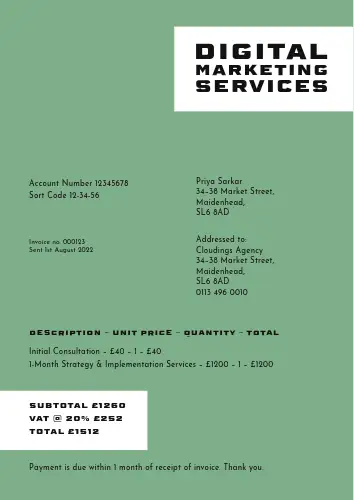 DIGITAL
MARKETING
SERVICES
Account Number 12345678
Sort Code 12-34-56
Priya Sarkar
34–38 Market Street,
Maidenhead,
SL6 8AD
Invoice no. 000123
Sent 1st August 2022
Addressed to:
Cloudings Agency
34–38 Market Street,
Maidenhead,
SL6 8AD
0113 496 0010
DESCRIPTION – UNIT PRICE – QUANTITY – TOTAL
Initial Consultation – £40 – 1 – £40
1-Month Strategy & Implementation Services – £1200 – 1 – £1200
SUBTOTAL £1260
VAT @ 20% £252
TOTAL £1512
Payment is due within 1 month of receipt of invoice. Thank you.